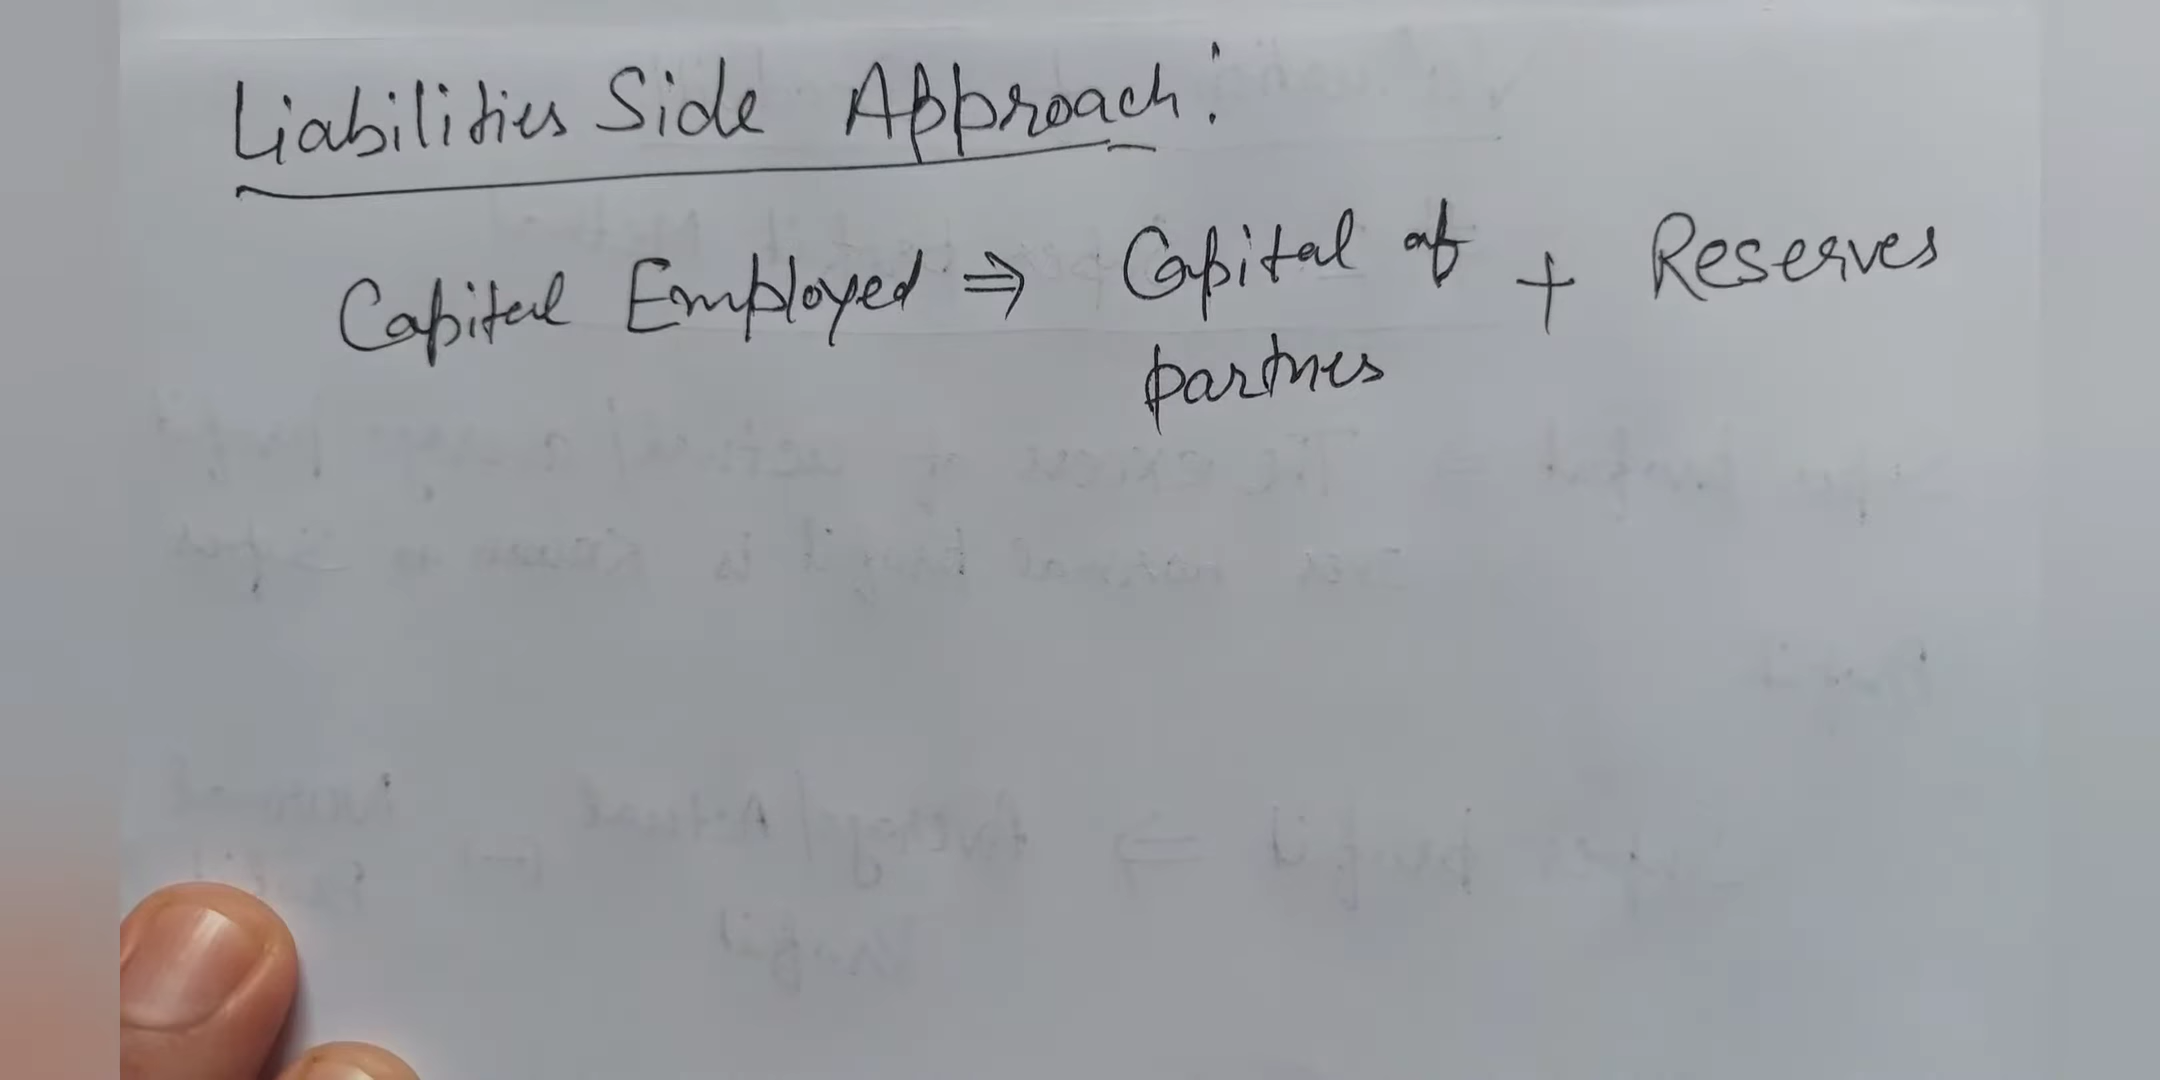 Liabilities Side Approach:
Capital Employed ⇒ Capital of + Reserves
partners